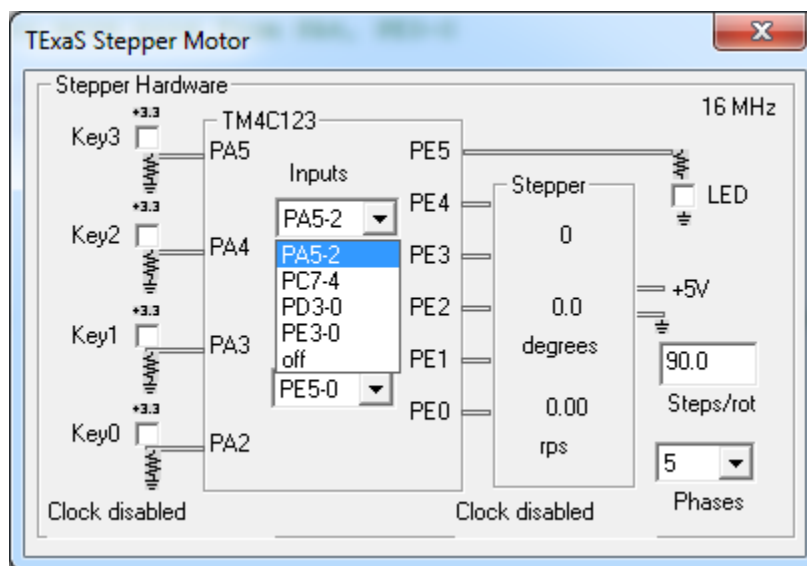 TExaS Stepper Motor
Stepper Hardware
16 MHz
+3.3
Key3
TM4C123
PA5
PE5
Inputs
Stepper
LED
PA5-2
PE4
+3.3
Key2
PA4
0
PA5-2
PE3
PC7-4
PD3-0
PE3-0
off
+5V
+3.3
Key1
PA3
PE2
0.0
degrees
PE1
90.0
Steps/rot
PE5-0
+3.3
Key0
PA2
PE0
0.00
rps
5
Phases
Clock disabled
Clock disabled